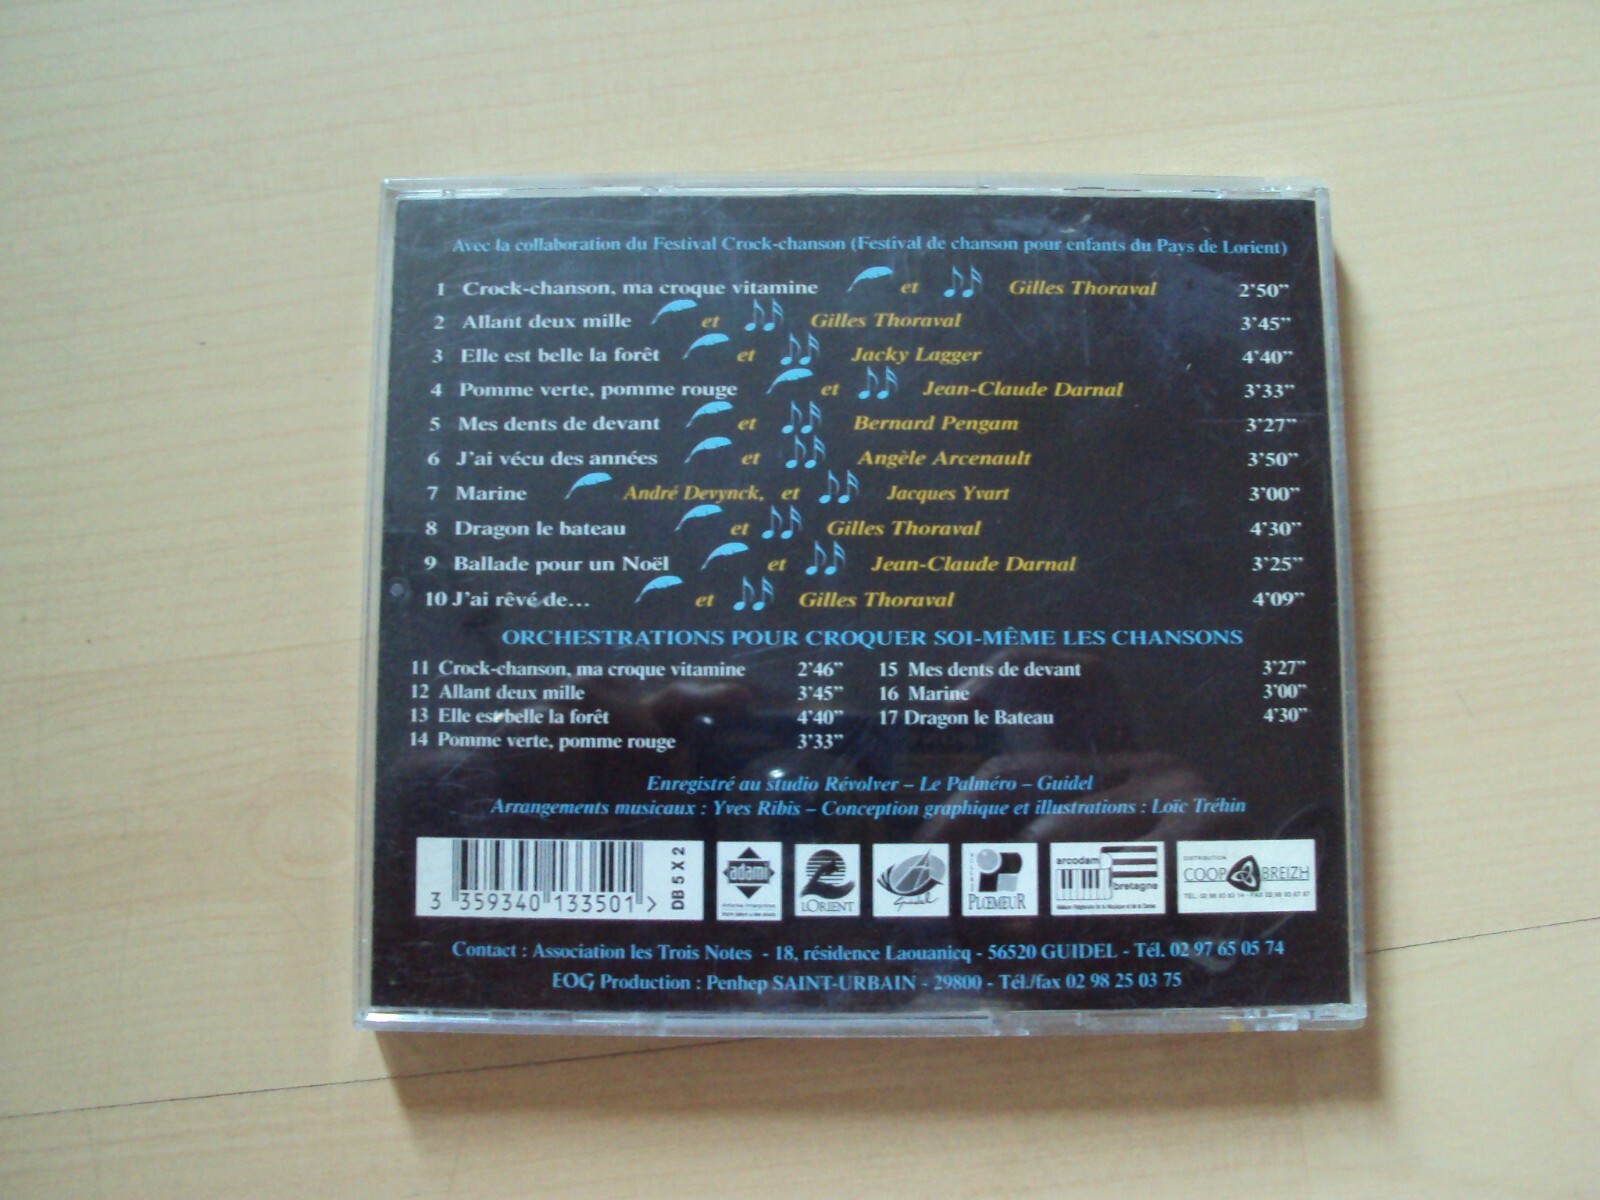 Avec la collaboration du Festival Crock-chanson (Festival de chanson pour enfants du Pays de Lorient)
1 Crock-chanson, ma croque vitamine et Gilles Thoraval 2'50"
2 Allant deux mille et Gilles Thoraval 3'45"
3 Elle est belle la forêt et Jacky Lagger 4'40"
4 Pomme verte, pomme rouge et Jean-Claude Darnal 3'33"
5 Mes dents de devant et Bernard Pengam 3'27"
6 J'ai vécu des années et Angèle Arcenault 3'50"
7 Marine André Devynck, et Jacques Yvart 3'00"
8 Dragon le bateau et Gilles Thoraval 4'30"
9 Ballade pour un Noël et Jean-Claude Darnal 3'25"
10 J'ai rêvé de... et Gilles Thoraval 4'09"
ORCHESTRATIONS POUR CROQUER SOI-MÊME LES CHANSONS
11 Crock-chanson, ma croque vitamine 2'46" 15 Mes dents de devant 3'27"
12 Allant deux mille 3'45" 16 Marine 3'00"
13 Elle est belle la forêt 4'40" 17 Dragon le Bateau 4'30"
14 Pomme verte, pomme rouge 3'33"
Enregistré au studio Révolver – Le Palméro – Guidel
Arrangements musicaux : Yves Ribis – Conception graphique et illustrations : Loïc Tréhin
3 359340 133501 >
DB 5 X 2
adami
LORIENT
Guidel
PLŒMEUR
arcodam
bretagne
DISTRIBUTION
COOP BREIZH
Contact : Association les Trois Notes - 18, résidence Laouanicq - 56520 GUIDEL - Tél. 02 97 65 05 74
EOG Production : Penhep SAINT-URBAIN - 29800 - Tél./fax 02 98 25 03 75